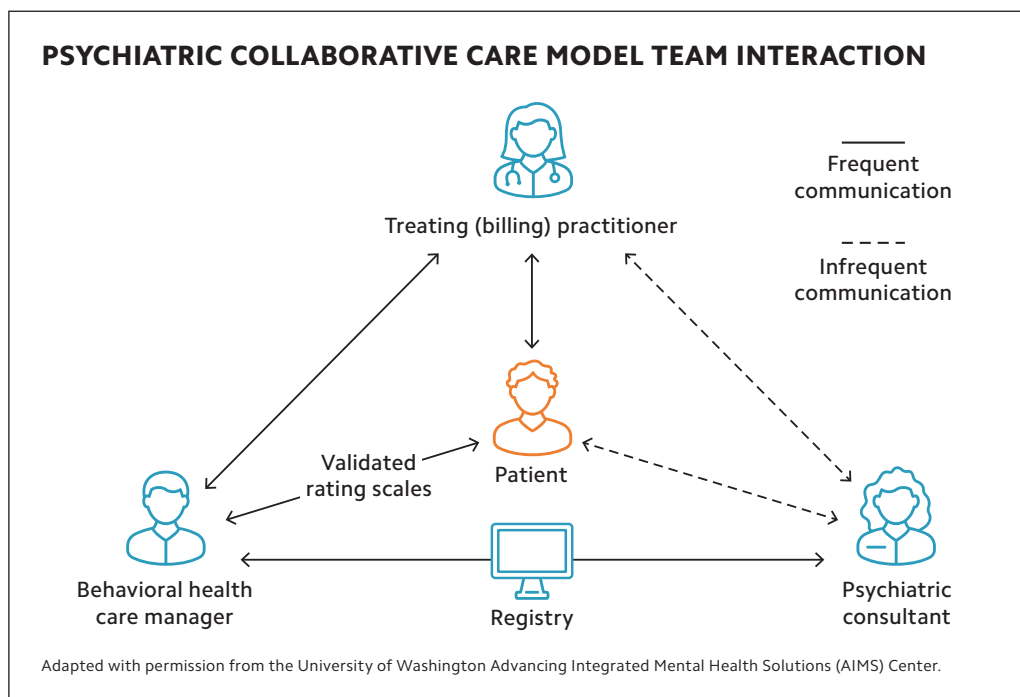 PSYCHIATRIC COLLABORATIVE CARE MODEL TEAM INTERACTION
Treating (billing) practitioner
Frequent
communication
Infrequent
communication
Validated
rating scales
Patient
Behavioral health
care manager
Registry
Psychiatric
consultant
Adapted with permission from the University of Washington Advancing Integrated Mental Health Solutions (AIMS) Center.